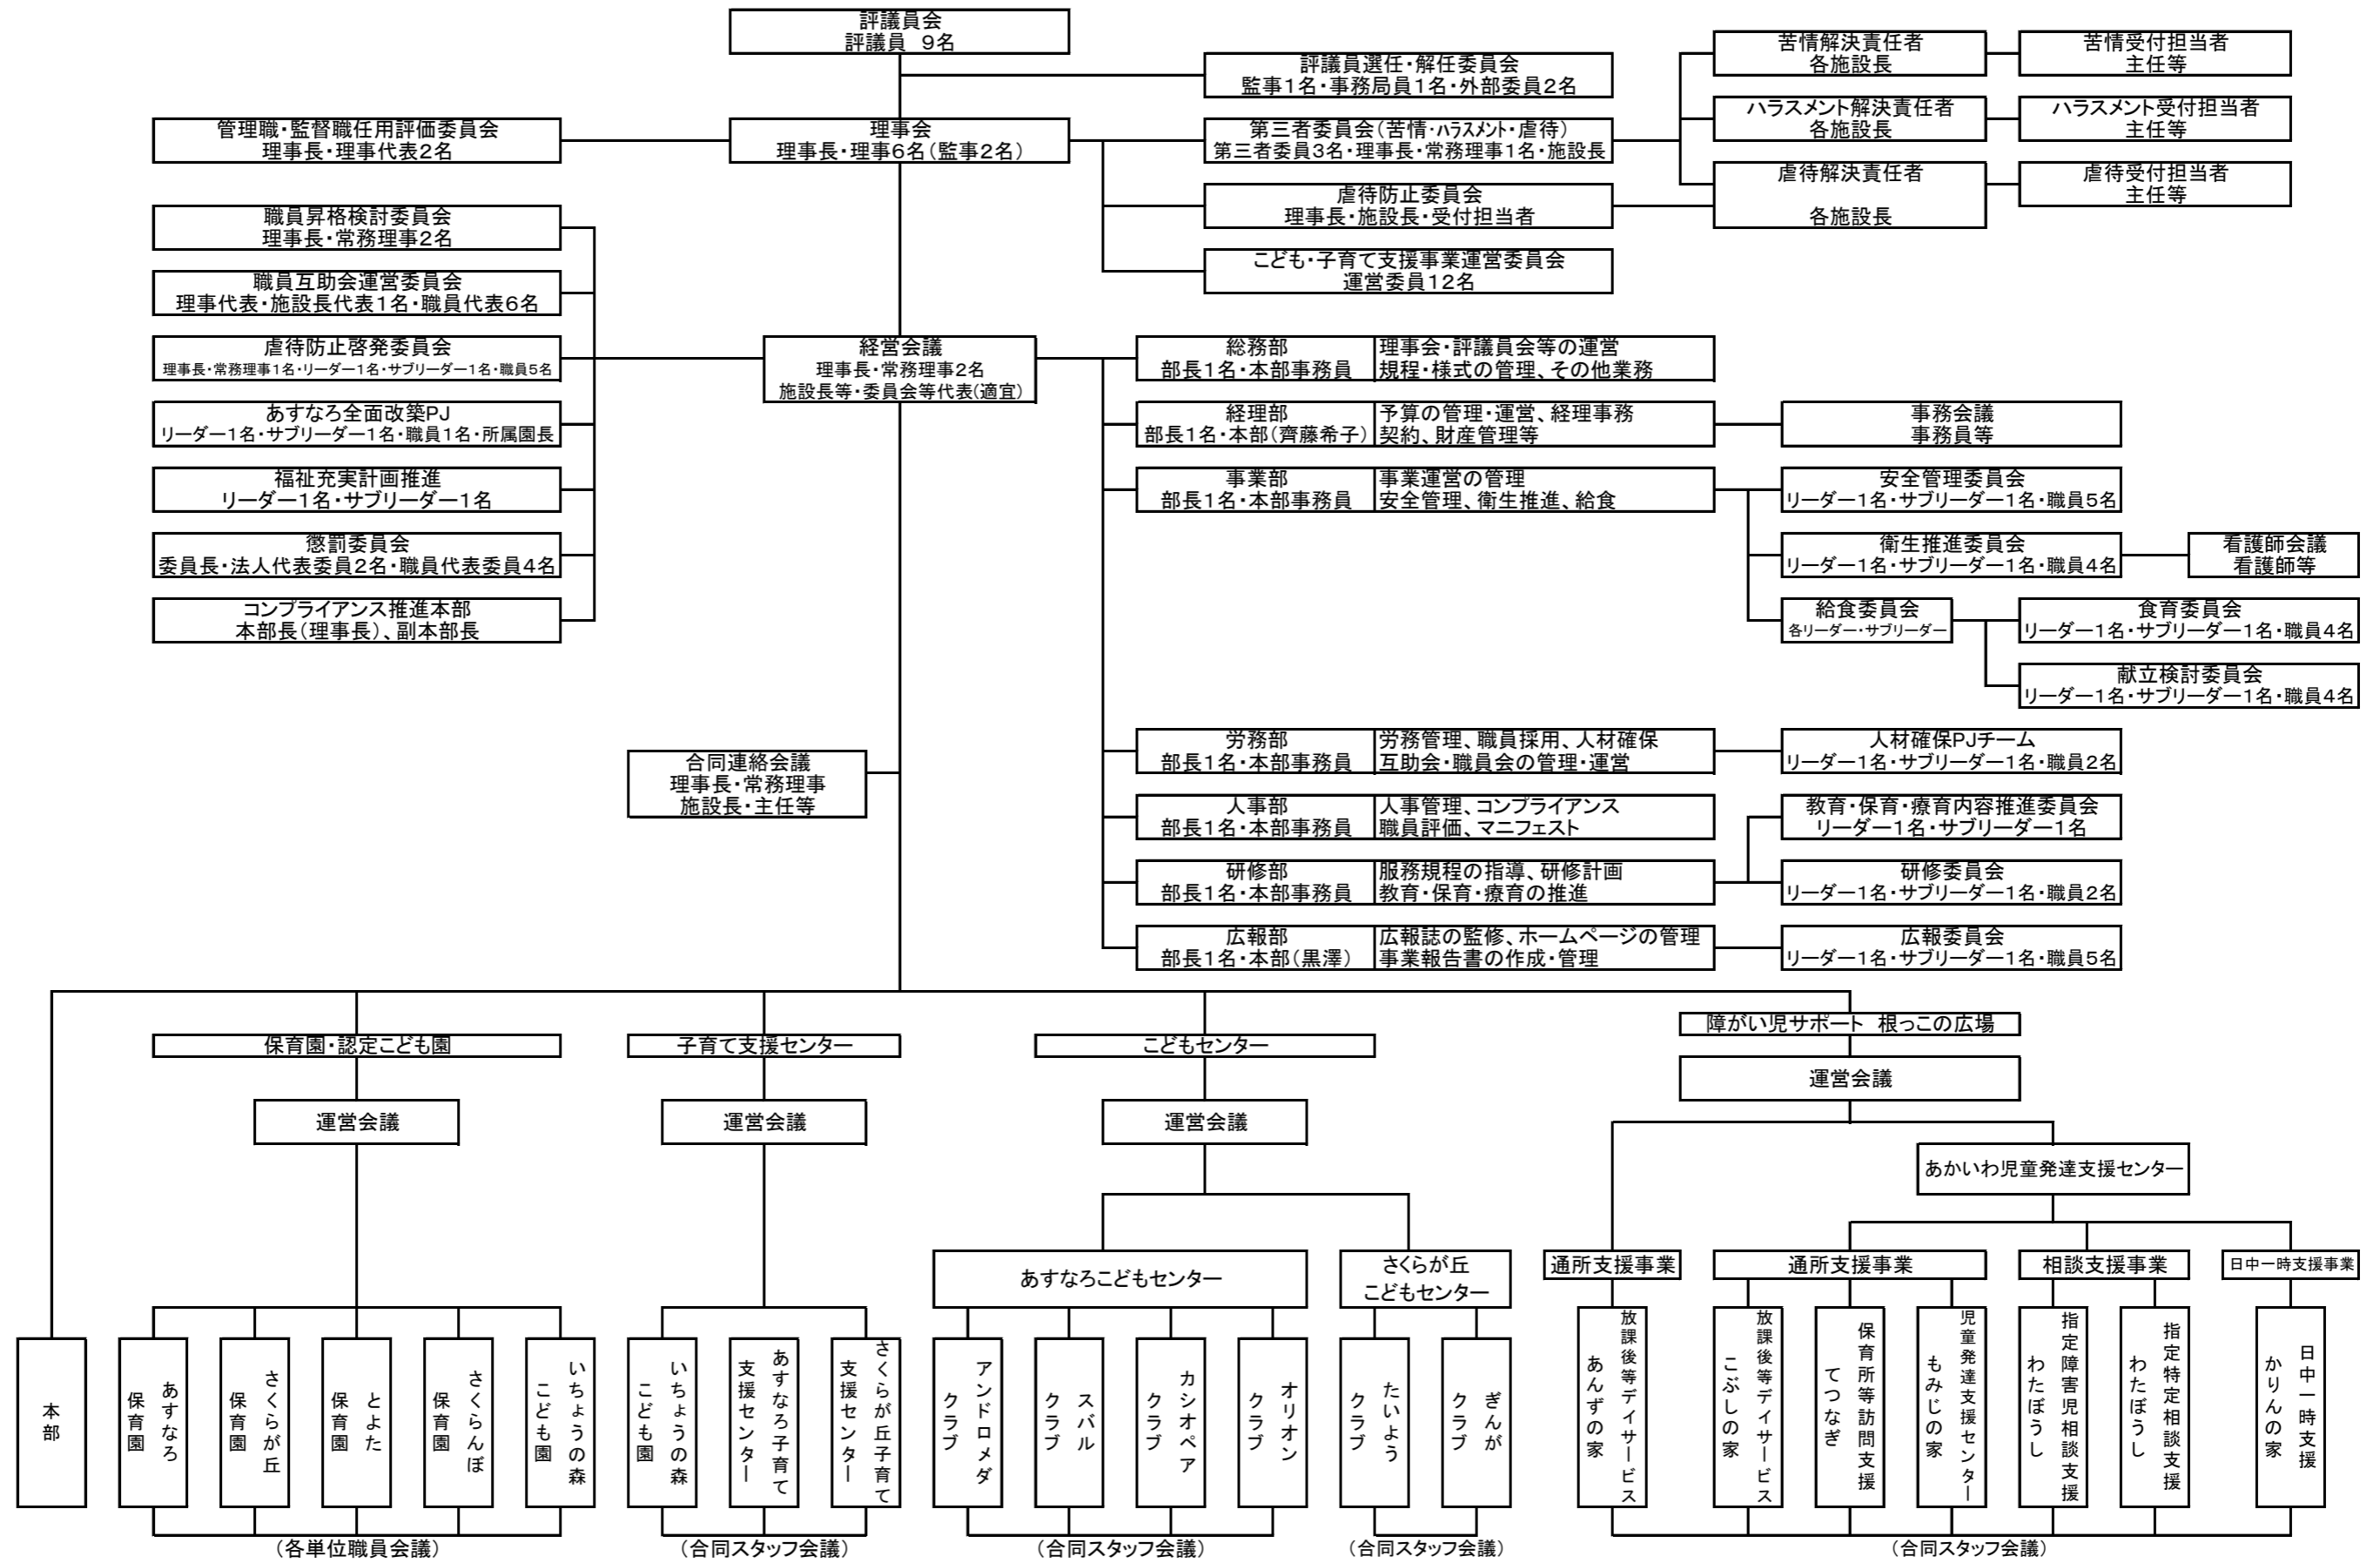 評議員会
評議員　９名
評議員選任・解任委員会
監事１名・事務局員１名・外部委員２名
苦情解決責任者
各施設長
苦情受付担当者
主任等
管理職・監督職任用評価委員会
理事長・理事代表２名
理事会
理事長・理事６名（監事２名）
第三者委員会（苦情・ハラスメント・虐待）
第三者委員３名・理事長・常務理事１名・施設長
ハラスメント解決責任者
各施設長
ハラスメント受付担当者
主任等
虐待防止委員会
理事長・施設長・受付担当者
虐待解決責任者
各施設長
虐待受付担当者
主任等
こども・子育て支援事業運営委員会
運営委員１２名
職員昇格検討委員会
理事長・常務理事２名
職員互助会運営委員会
理事代表・施設長代表１名・職員代表６名
虐待防止啓発委員会
理事長・常務理事１名・リーダー１名・サブリーダー１名・職員５名
あすなろ全面改築PJ
リーダー１名・サブリーダー１名・職員１名・所属園長
福祉充実計画推進
リーダー１名・サブリーダー１名
懲罰委員会
委員長・法人代表委員２名・職員代表委員４名
コンプライアンス推進本部
本部長（理事長）、副本部長
経営会議
理事長・常務理事２名
施設長等・委員会等代表（適宜）
総務部
部長１名・本部事務員
理事会・評議員会等の運営
規程・様式の管理、その他業務
経理部
部長１名・本部（齊藤希子）
予算の管理・運営、経理事務
契約、財産管理等
事務会議
事務員等
事業部
部長１名・本部事務員
事業運営の管理
安全管理、衛生推進、給食
安全管理委員会
リーダー１名・サブリーダー１名・職員５名
衛生推進委員会
リーダー１名・サブリーダー１名・職員４名
看護師会議
看護師等
給食委員会
各リーダー・サブリーダー
食育委員会
リーダー１名・サブリーダー１名・職員４名
献立検討委員会
リーダー１名・サブリーダー１名・職員４名
合同連絡会議
理事長・常務理事
施設長・主任等
労務部
部長１名・本部事務員
労務管理、職員採用、人材確保
互助会・職員会の管理・運営
人材確保PJチーム
リーダー１名・サブリーダー１名・職員２名
人事部
部長１名・本部事務員
人事管理、コンプライアンス
職員評価、マニフェスト
教育・保育・療育内容推進委員会
リーダー１名・サブリーダー１名
研修部
部長１名・本部事務員
服務規程の指導、研修計画
教育・保育・療育の推進
研修委員会
リーダー１名・サブリーダー１名・職員２名
広報部
部長１名・本部（黒澤）
広報誌の監修、ホームページの管理
事業報告書の作成・管理
広報委員会
リーダー１名・サブリーダー１名・職員５名
保育園・認定こども園
運営会議
子育て支援センター
運営会議
こどもセンター
運営会議
障がい児サポート　根っこの広場
運営会議
あかいわ児童発達支援センター
あすなろこどもセンター
さくらが丘
こどもセンター
通所支援事業
通所支援事業
相談支援事業
日中一時支援事業
本部
あすなろ
保育園
さくらが丘
保育園
とよた
保育園
さくらんぼ
保育園
いちょうの森
こども園
いちょうの森
こども園
あすなろ子育て
支援センター
さくらが丘子育て
支援センター
アンドロメダ
クラブ
スバル
クラブ
カシオペア
クラブ
オリオン
クラブ
たいよう
クラブ
ぎんが
クラブ
放課後等デイサービス
あんずの家
放課後等デイサービス
こぶしの家
保育所等訪問支援
てつなぎ
児童発達支援センター
もみじの家
指定障害児相談支援
わたぼうし
指定特定相談支援
わたぼうし
日中一時支援
かりんの家
（各単位職員会議）
（合同スタッフ会議）
（合同スタッフ会議）
（合同スタッフ会議）
（合同スタッフ会議）